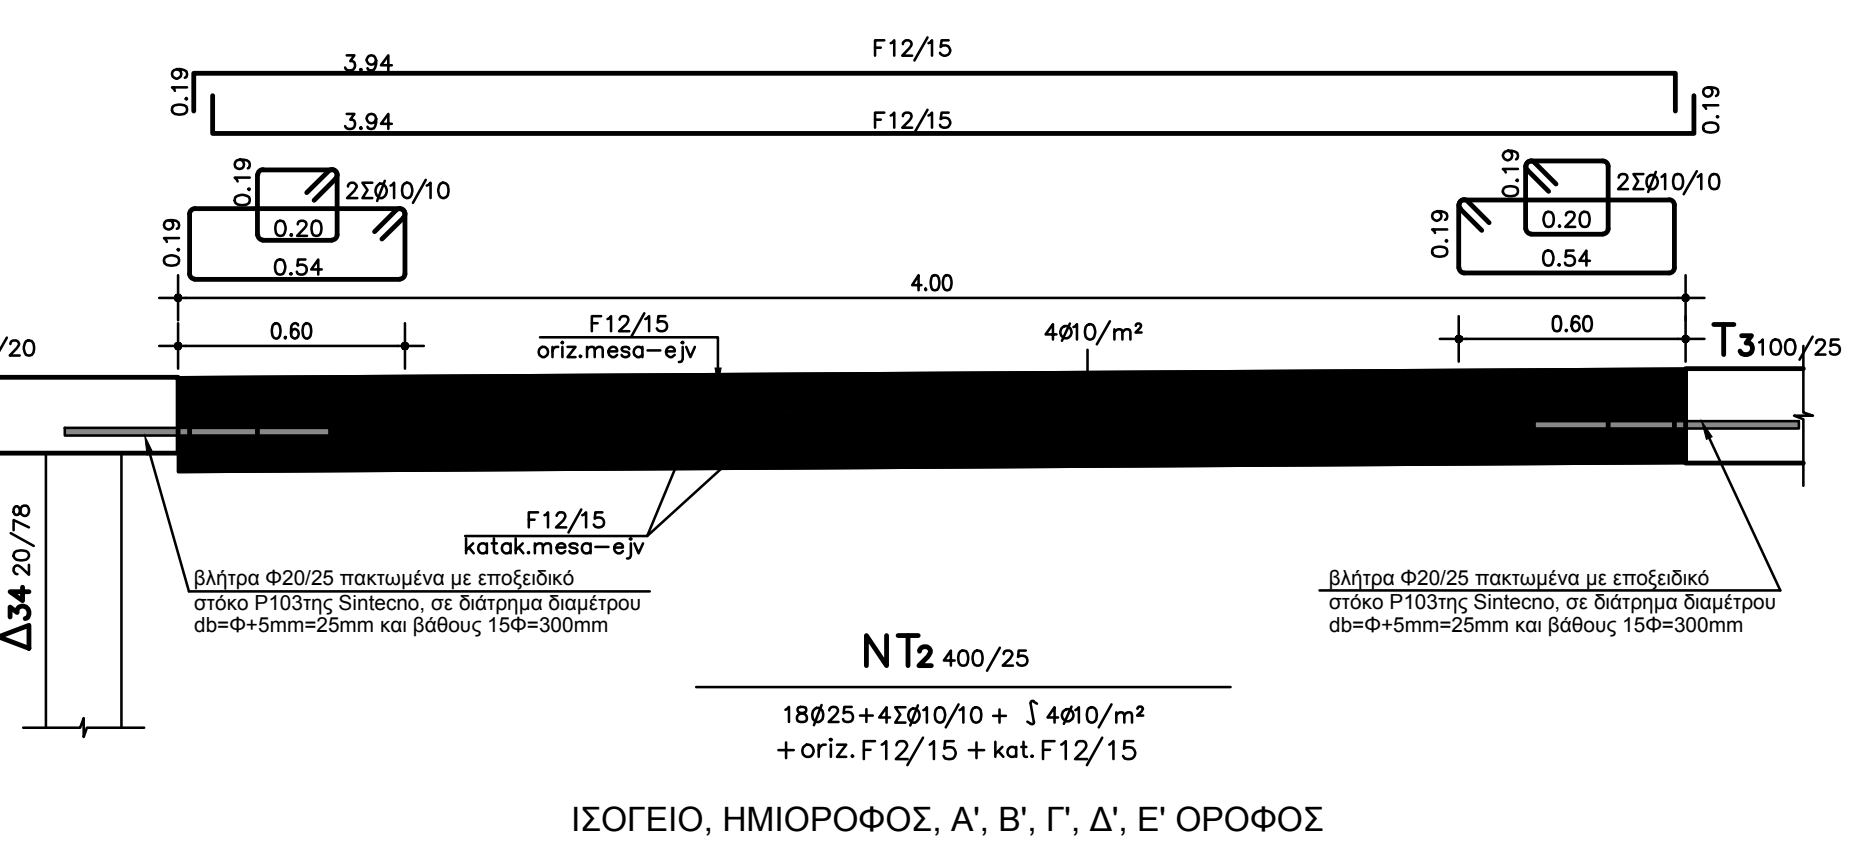 F12/15
3.94
0.19
3.94
F12/15
0.19
0.19
2ΣØ10/10
0.20
0.19
0.54
0.19
2ΣØ10/10
0.20
0.19
0.54
4.00
0.60
F12/15
oriz.mesa-ejv
4Ø10/m²
0.60
T3 100/25
/20
F12/15
katak.mesa-ejv
Δ34 20/78
βλήτρα Φ20/25 πακτωμένα με εποξειδικό
στόκο P103της Sintecno, σε διάτρημα διαμέτρου
db=Φ+5mm=25mm και βάθους 15Φ=300mm
βλήτρα Φ20/25 πακτωμένα με εποξειδικό
στόκο P103της Sintecno, σε διάτρημα διαμέτρου
db=Φ+5mm=25mm και βάθους 15Φ=300mm
NT2 400/25
18Ø25+4ΣØ10/10 + ∫ 4Ø10/m²
+oriz. F12/15 + kat. F12/15
ΙΣΟΓΕΙΟ, ΗΜΙΟΡΟΦΟΣ, Α', Β', Γ', Δ', Ε' ΟΡΟΦΟΣ